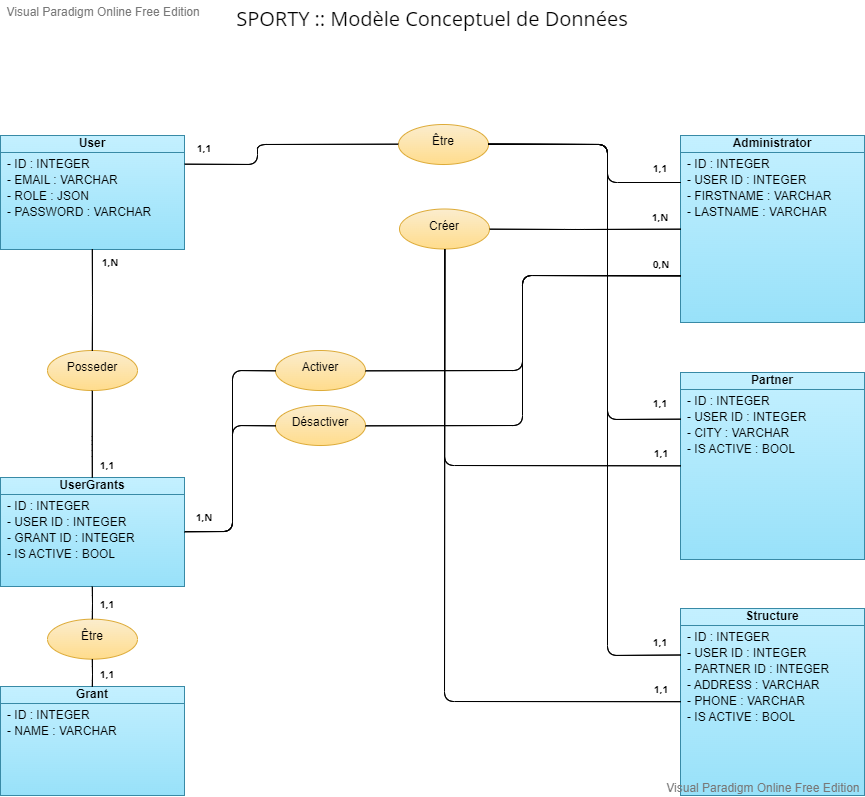 Visual Paradigm Online Free Edition
SPORTY :: Modèle Conceptuel de Données
User
- ID : INTEGER
- EMAIL : VARCHAR
- ROLE : JSON
- PASSWORD : VARCHAR
1,1
Être
1,1
Administrator
- ID : INTEGER
- USER ID : INTEGER
- FIRSTNAME : VARCHAR
- LASTNAME : VARCHAR
Créer
1,N
0,N
1,N
Posseder
1,1
Activer
Désactiver
Partner
- ID : INTEGER
- USER ID : INTEGER
- CITY : VARCHAR
- IS ACTIVE : BOOL
1,1
1,1
UserGrants
- ID : INTEGER
- USER ID : INTEGER
- GRANT ID : INTEGER
- IS ACTIVE : BOOL
1,N
1,1
Être
1,1
Grant
- ID : INTEGER
- NAME : VARCHAR
Structure
- ID : INTEGER
- USER ID : INTEGER
- PARTNER ID : INTEGER
- ADDRESS : VARCHAR
- PHONE : VARCHAR
- IS ACTIVE : BOOL
1,1
1,1
Visual Paradigm Online Free Edition